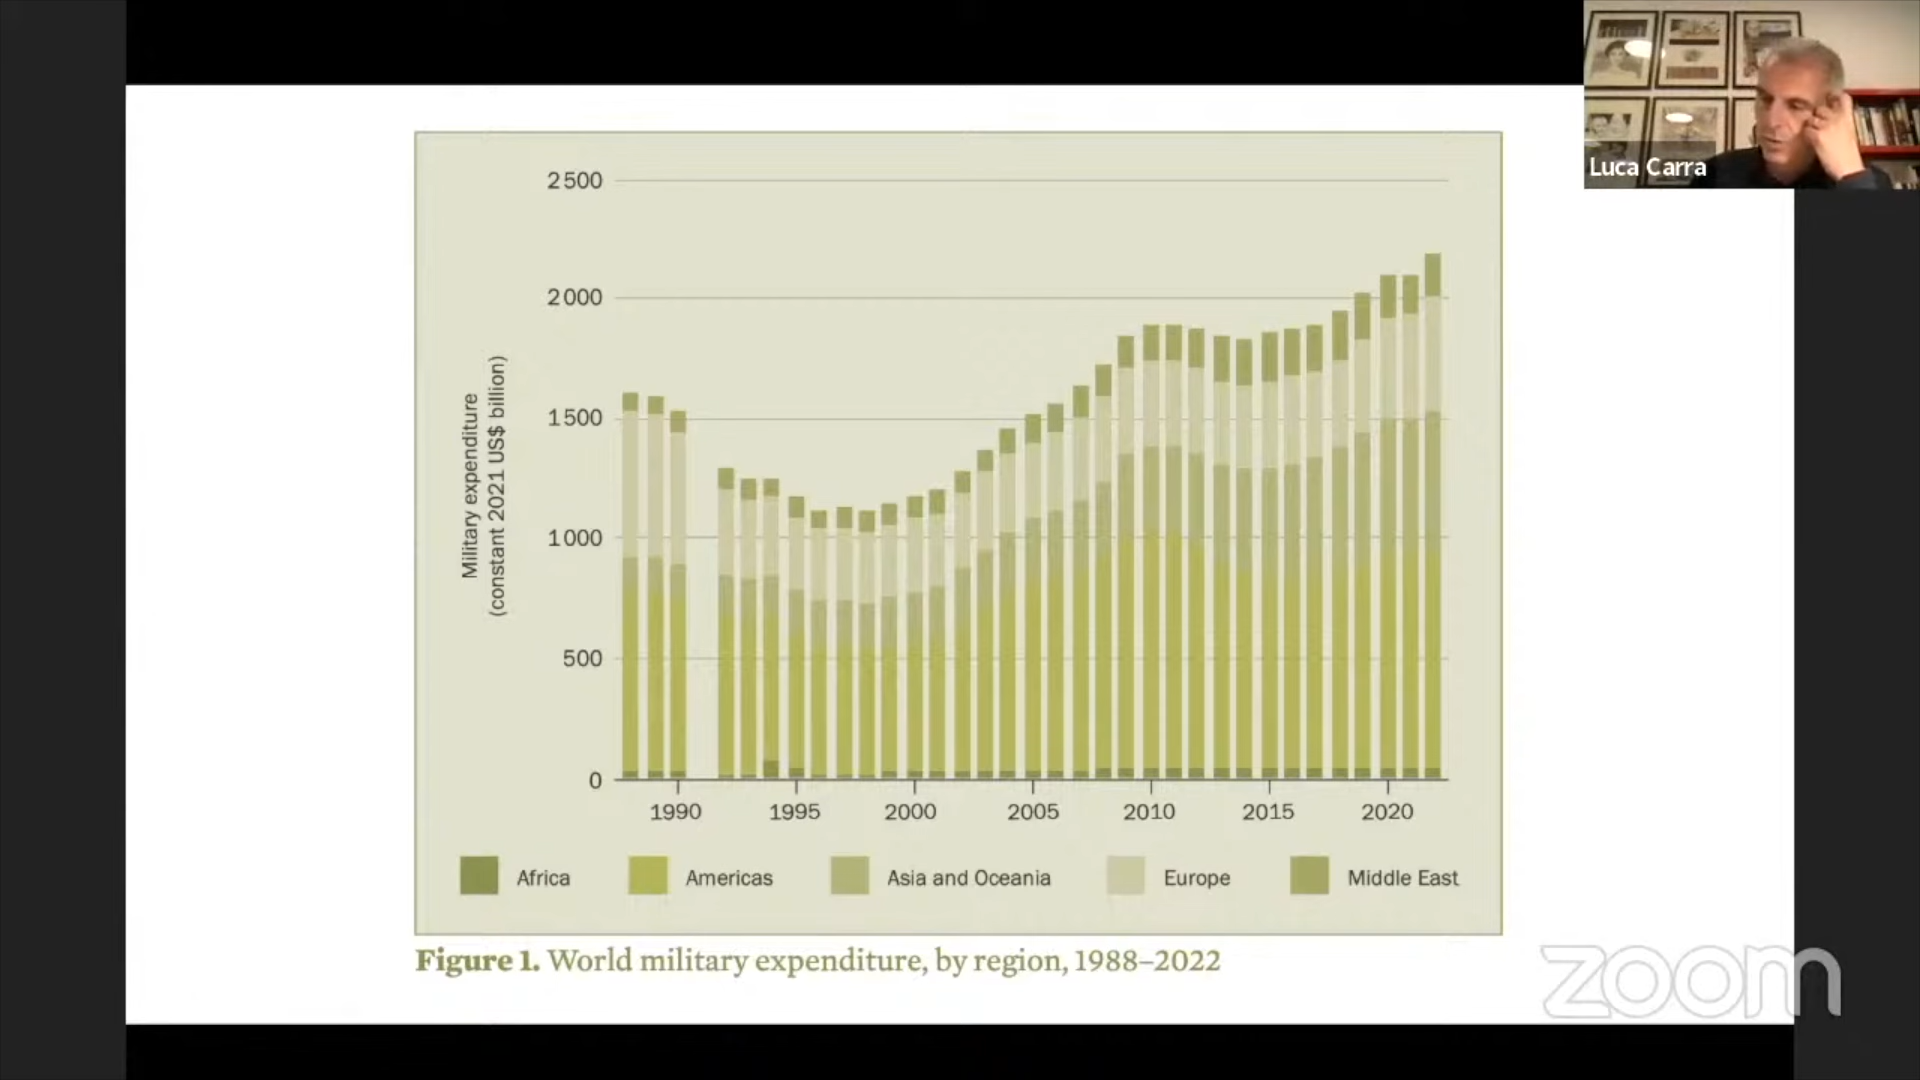 Luca Carra
2500
2000
1500
1000
500
0
Military expenditure
(constant 2021 US$ billion)
1990 1995 2000 2005 2010 2015 2020
Africa Americas Asia and Oceania Europe Middle East
Figure 1. World military expenditure, by region, 1988–2022
zoom